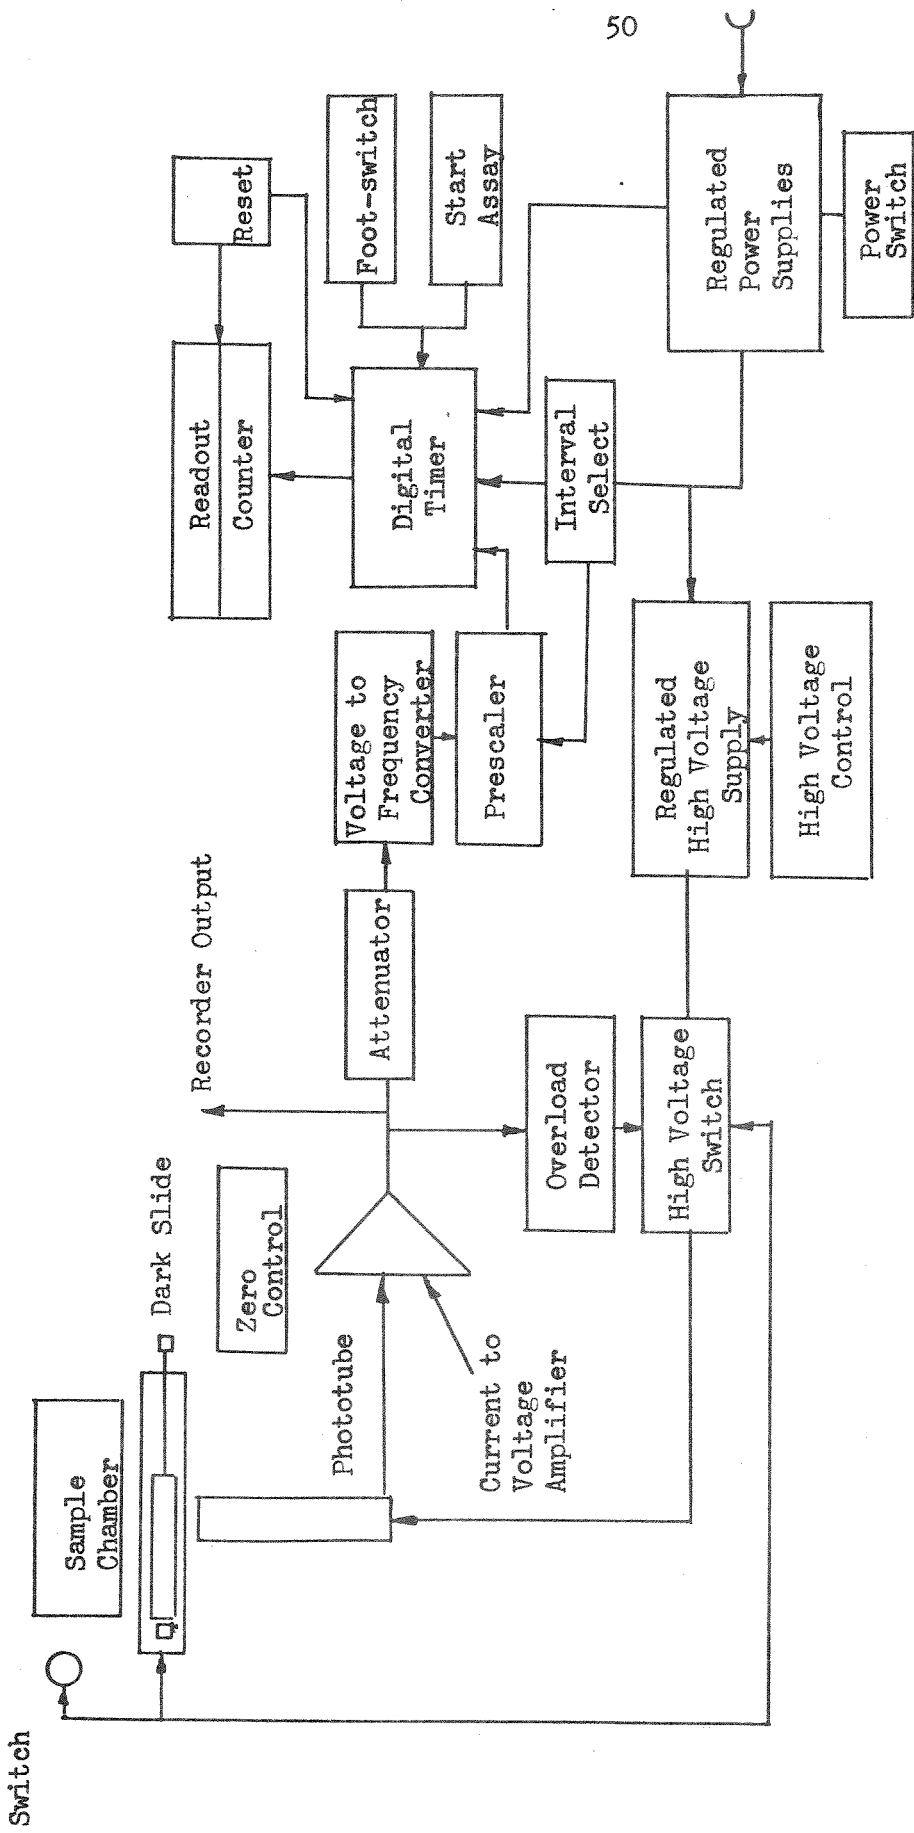 50
Switch
Sample
Chamber
Dark Slide
Zero
Control
Phototube
Current to
Voltage
Amplifier
Recorder Output
Attenuator
Overload
Detector
High Voltage
Switch
Voltage to
Frequency
Converter
Prescaler
Regulated
High Voltage
Supply
High Voltage
Control
Readout
Counter
Digital
Timer
Interval
Select
Reset
Foot-switch
Start
Assay
Regulated
Power
Supplies
Power
Switch